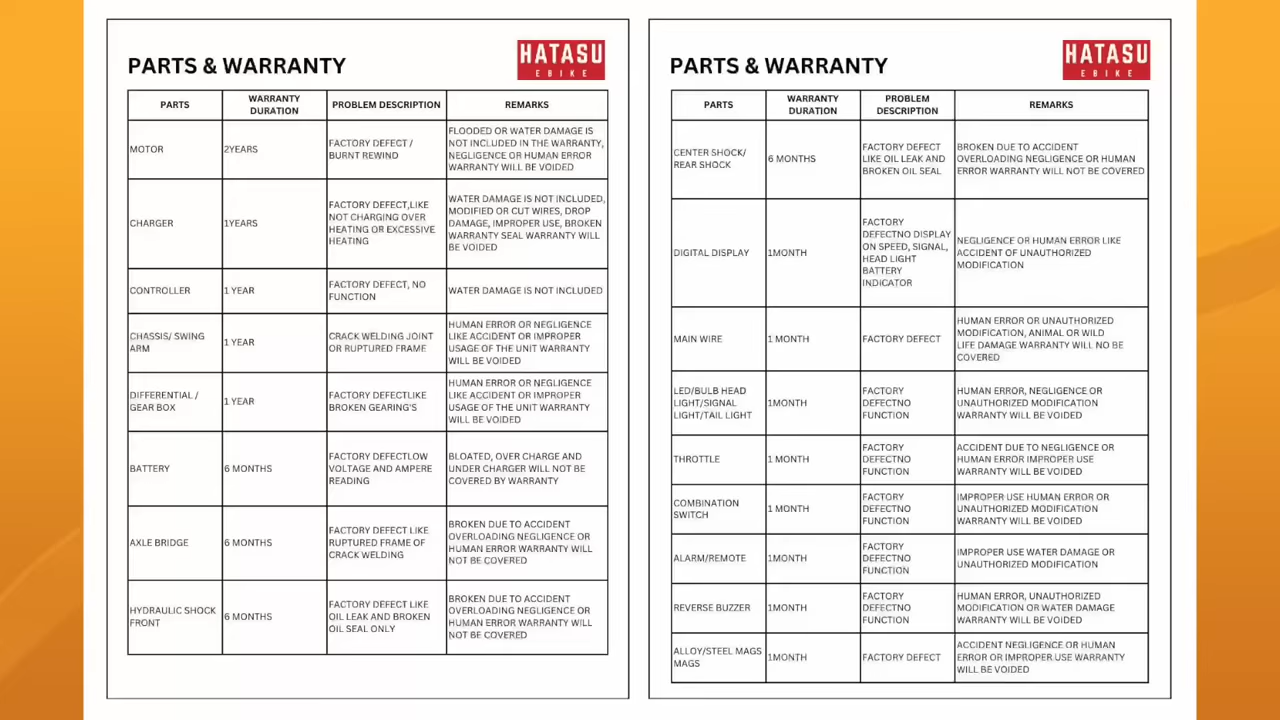 PARTS & WARRANTY
HATASU
EBIKE
PARTS
WARRANTY
DURATION
PROBLEM DESCRIPTION
REMARKS
MOTOR
2YEARS
FACTORY DEFECT /
BURNT REWIND
FLOODED OR WATER DAMAGE IS
NOT INCLUDED IN THE WARRANTY,
NEGLIGENCE OR HUMAN ERROR
WARRANTY WILL BE VOIDED
CHARGER
1YEARS
FACTORY DEFECT,LIKE
NOT CHARGING OVER
HEATING OR EXCESSIVE
HEATING
WATER DAMAGE IS NOT INCLUDED,
MODIFIED OR CUT WIRES, DROP
DAMAGE, IMPROPER USE, BROKEN
WARRANTY SEAL WARRANTY WILL
BE VOIDED
CONTROLLER
1 YEAR
FACTORY DEFECT, NO
FUNCTION
WATER DAMAGE IS NOT INCLUDED
CHASSIS/ SWING
ARM
1 YEAR
CRACK WELDING JOINT
OR RUPTURED FRAME
HUMAN ERROR OR NEGLIGENCE
LIKE ACCIDENT OR IMPROPER
USAGE OF THE UNIT WARRANTY
WILL BE VOIDED
DIFFERENTIAL /
GEAR BOX
1 YEAR
FACTORY DEFECTLIKE
BROKEN GEARING'S
HUMAN ERROR OR NEGLIGENCE
LIKE ACCIDENT OR IMPROPER
USAGE OF THE UNIT WARRANTY
WILL BE VOIDED
BATTERY
6 MONTHS
FACTORY DEFECTLOW
VOLTAGE AND AMPERE
READING
BLOATED, OVER CHARGE AND
UNDER CHARGER WILL NOT BE
COVERED BY WARRANTY
AXLE BRIDGE
6 MONTHS
FACTORY DEFECT LIKE
RUPTURED FRAME OF
CRACK WELDING
BROKEN DUE TO ACCIDENT
OVERLOADING NEGLIGENCE OR
HUMAN ERROR WARRANTY WILL
NOT BE COVERED
HYDRAULIC SHOCK
FRONT
6 MONTHS
FACTORY DEFECT LIKE
OIL LEAK AND BROKEN
OIL SEAL ONLY
BROKEN DUE TO ACCIDENT
OVERLOADING NEGLIGENCE OR
HUMAN ERROR WARRANTY WILL
NOT BE COVERED
PARTS & WARRANTY
HATASU
EBIKE
PARTS
WARRANTY
DURATION
PROBLEM
DESCRIPTION
REMARKS
CENTER SHOCK/
REAR SHOCK
6 MONTHS
FACTORY DEFECT
LIKE OIL LEAK AND
BROKEN OIL SEAL
BROKEN DUE TO ACCIDENT
OVERLOADING NEGLIGENCE OR HUMAN
ERROR WARRANTY WILL NOT BE COVERED
DIGITAL DISPLAY
1MONTH
FACTORY
DEFECTNO DISPLAY
ON SPEED, SIGNAL,
HEAD LIGHT
BATTERY
INDICATOR
NEGLIGENCE OR HUMAN ERROR LIKE
ACCIDENT OF UNAUTHORIZED
MODIFICATION
MAIN WIRE
1 MONTH
FACTORY DEFECT
HUMAN ERROR OR UNAUTHORIZED
MODIFICATION, ANIMAL OR WILD
LIFE DAMAGE WARRANTY WILL NO BE
COVERED
LED/BULB HEAD
LIGHT/SIGNAL
LIGHT/TAIL LIGHT
1MONTH
FACTORY
DEFECTNO
FUNCTION
HUMAN ERROR, NEGLIGENCE OR
UNAUTHORIZED MODIFICATION
WARRANTY WILL BE VOIDED
THROTTLE
1 MONTH
FACTORY
DEFECTNO
FUNCTION
ACCIDENT DUE TO NEGLIGENCE OR
HUMAN ERROR IMPROPER USE
WARRANTY WILL BE VOIDED
COMBINATION
SWITCH
1 MONTH
FACTORY
DEFECTNO
FUNCTION
IMPROPER USE HUMAN ERROR OR
UNAUTHORIZED MODIFICATION
WARRANTY WILL BE VOIDED
ALARM/REMOTE
1MONTH
FACTORY
DEFECTNO
FUNCTION
IMPROPER USE WATER DAMAGE OR
UNAUTHORIZED MODIFICATION
REVERSE BUZZER
1MONTH
FACTORY
DEFECTNO
FUNCTION
HUMAN ERROR, UNAUTHORIZED
MODIFICATION OR WATER DAMAGE
WARRANTY WILL BE VOIDED
ALLOY/STEEL MAGS
MAGS
1MONTH
FACTORY DEFECT
ACCIDENT NEGLIGENCE OR HUMAN
ERROR OR IMPROPER USE WARRANTY
WILL BE VOIDED